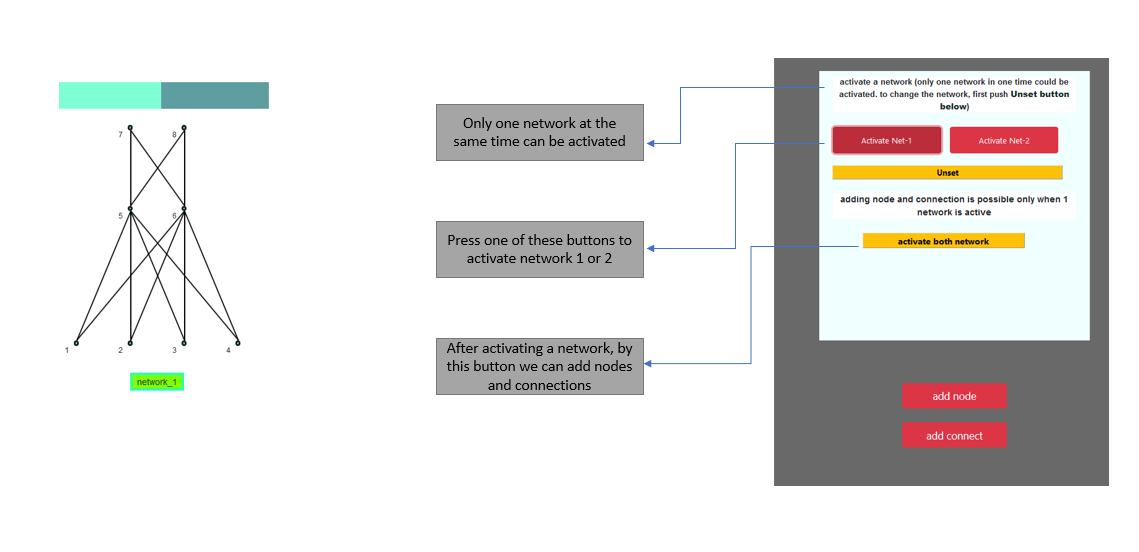 7
8
5
6
1
2
3
4
network_1
Only one network at the
same time can be activated
Press one of these buttons to
activate network 1 or 2
After activating a network, by
this button we can add nodes
and connections
activate a network (only one network in one time could be
activated. to change the network, first push Unset button
below)
Activate Net-1
Activate Net-2
Unset
adding node and connection is possible only when 1
network is active
activate both network
add node
add connect